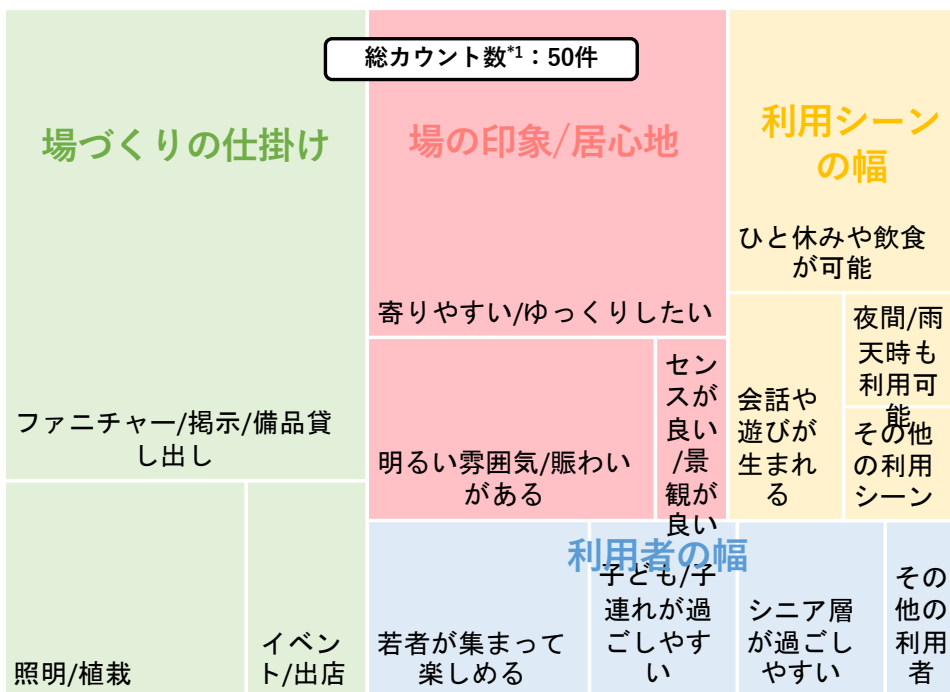 総カウント数*1：50件
場づくりの仕掛け
ファニチャー/掲示/備品貸
し出し
照明/植栽
イベン
ト/出店
場の印象/居心地
寄りやすい/ゆっくりしたい
明るい雰囲気/賑わい
がある
セン
スが
良い
/景
観が
良い
利用シーン
の幅
ひと休みや飲食
が可能
会話や
遊びが
生まれ
る
夜間/雨
天時も
利用可
能
その他
の利用
シーン
利用者の幅
若者が集まって
楽しめる
子ども/子
連れが過
ごしやす
い
シニア層
が過ごし
やすい
その
他の
利用
者